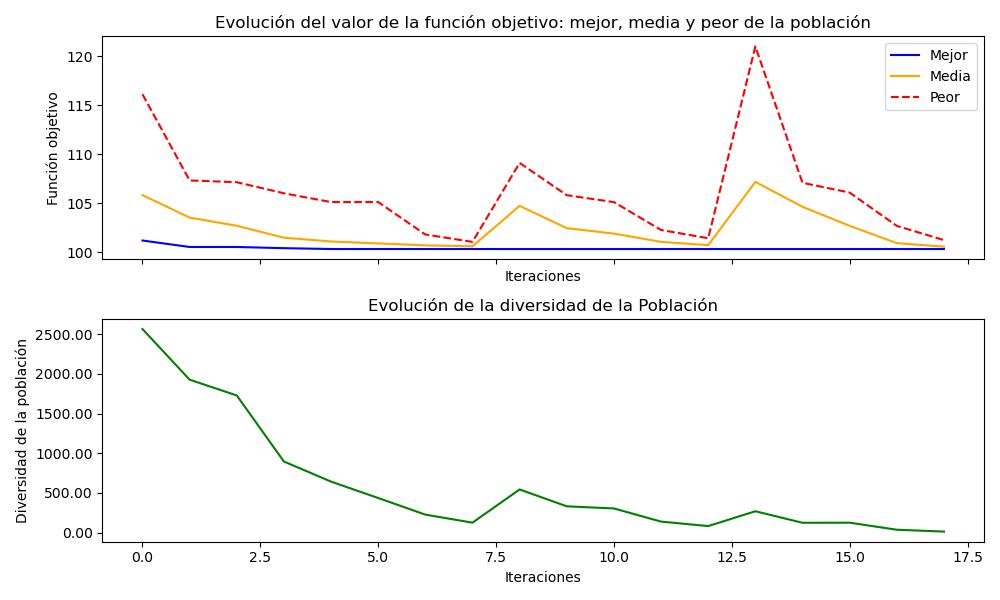 Evolución del valor de la función objetivo: mejor, media y peor de la población
Función objetivo
120
115
110
105
100
Mejor
Media
Peor
Iteraciones
Evolución de la diversidad de la Población
Diversidad de la población
2500.00
2000.00
1500.00
1000.00
500.00
0.00
0.0 2.5 5.0 7.5 10.0 12.5 15.0 17.5
Iteraciones